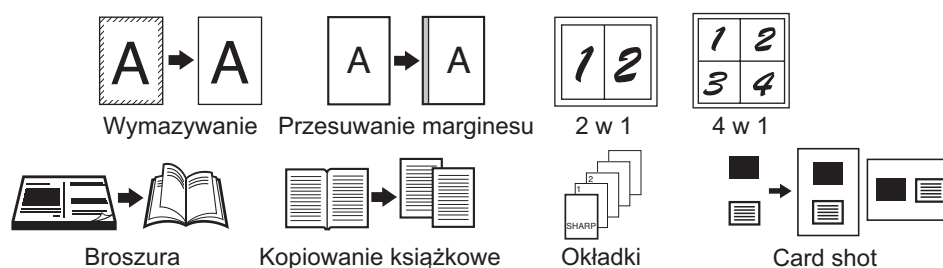 A A
A A
1 2
1 2
3 4
Wymazywanie
Przesuwanie marginesu
2 w 1
4 w 1
2
1
SHARP
Broszura
Kopiowanie książkowe
Okładki
Card shot